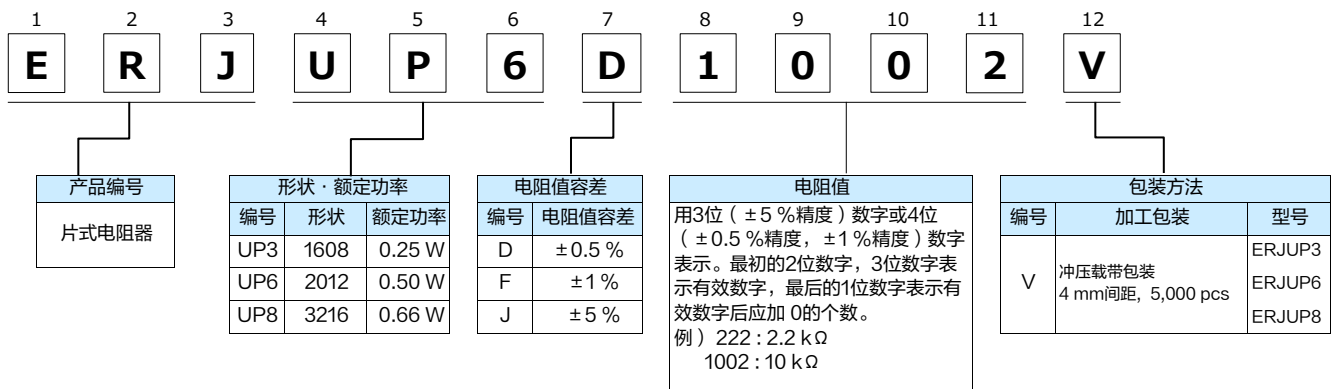 1 2 3 4 5 6 7 8 9 10 11 12
E R J U P 6 D 1 0 0 2 V
产品编号
片式电阻器
形状・额定功率
编号 形状 额定功率
UP3 1608 0.25 W
UP6 2012 0.50 W
UP8 3216 0.66 W
电阻值容差
编号 电阻值容差
D ±0.5 %
F ±1 %
J ±5 %
电阻值
用3位（±5 %精度）数字或4位
（±0.5 %精度，±1 %精度）数字
表示。最初的2位数字，3位数字表
示有效数字，最后的1位数字表示有
效数字后应加 0的个数。
例）222 : 2.2 kΩ
1002 : 10 kΩ
包装方法
编号 加工包装 型号
V
冲压载带包装
4 mm间距, 5,000 pcs
ERJUP3
ERJUP6
ERJUP8